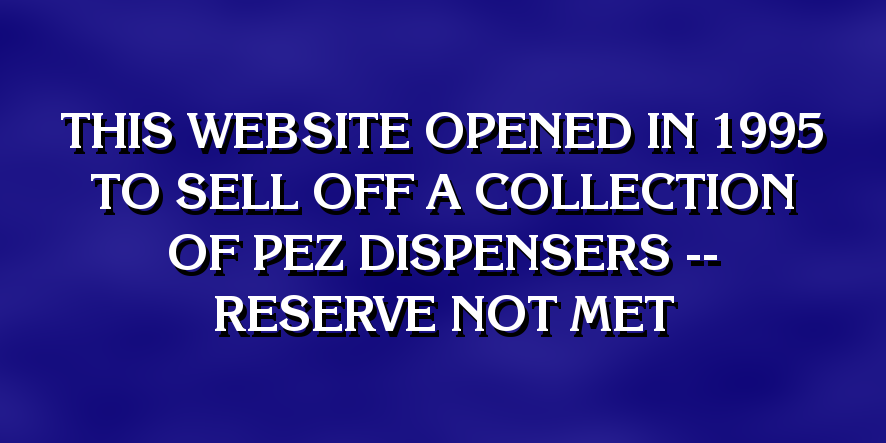 THIS WEBSITE OPENED IN 1995
TO SELL OFF A COLLECTION
OF PEZ DISPENSERS --
RESERVE NOT MET